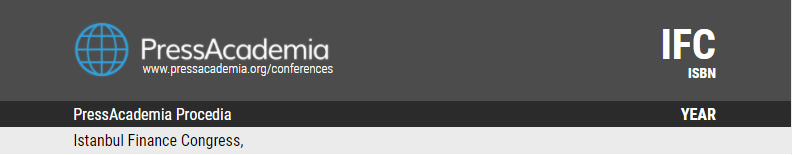 PressAcademia
www.pressacademia.org/conferences
IFC
ISBN
PressAcademia Procedia
YEAR
Istanbul Finance Congress,